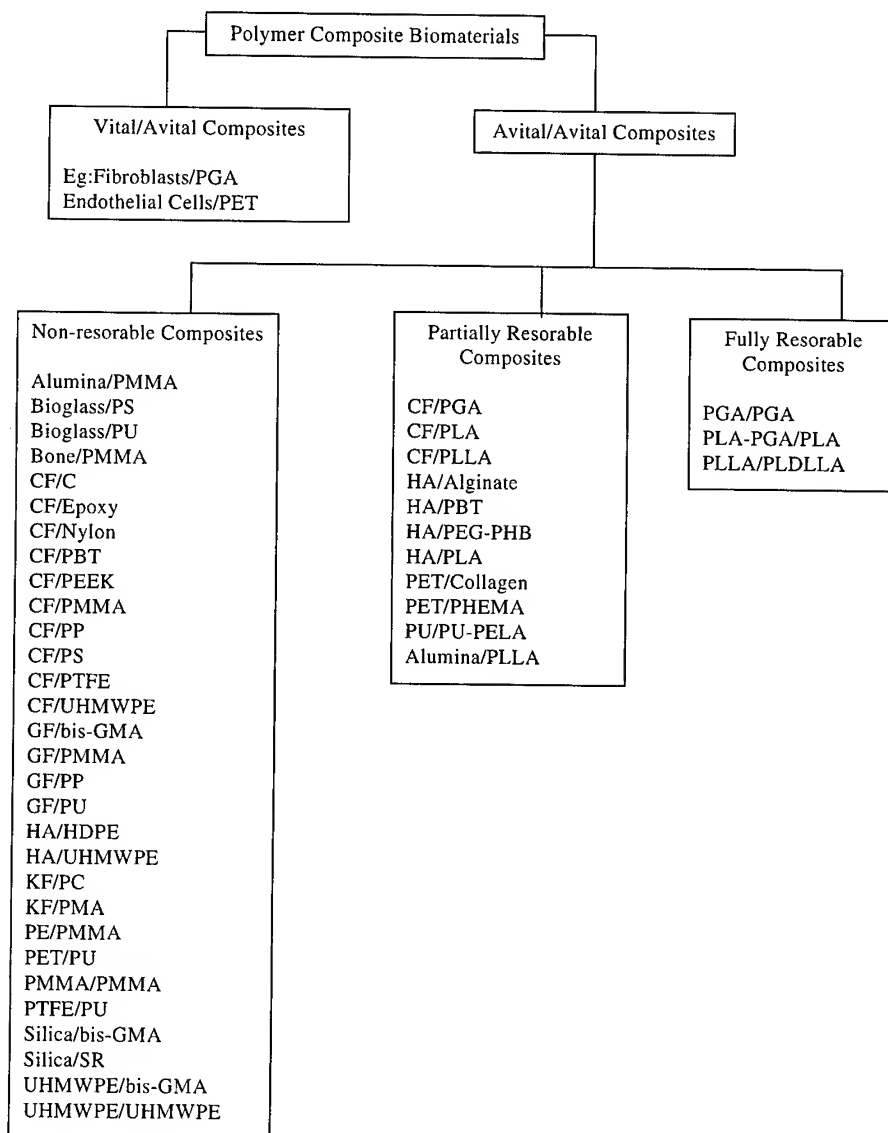 Polymer Composite Biomaterials
Vital/Avital Composites
Eg:Fibroblasts/PGA
Endothelial Cells/PET
Avital/Avital Composites
Non-resorable Composites
Alumina/PMMA
Bioglass/PS
Bioglass/PU
Bone/PMMA
CF/C
CF/Epoxy
CF/Nylon
CF/PBT
CF/PEEK
CF/PMMA
CF/PP
CF/PS
CF/PTFE
CF/UHMWPE
GF/bis-GMA
GF/PMMA
GF/PP
GF/PU
HA/HDPE
HA/UHMWPE
KF/PC
KF/PMA
PE/PMMA
PET/PU
PMMA/PMMA
PTFE/PU
Silica/bis-GMA
Silica/SR
UHMWPE/bis-GMA
UHMWPE/UHMWPE
Partially Resorable
Composites
CF/PGA
CF/PLA
CF/PLLA
HA/Alginate
HA/PBT
HA/PEG-PHB
HA/PLA
PET/Collagen
PET/PHEMA
PU/PU-PELA
Alumina/PLLA
Fully Resorable
Composites
PGA/PGA
PLA-PGA/PLA
PLLA/PLDLLA